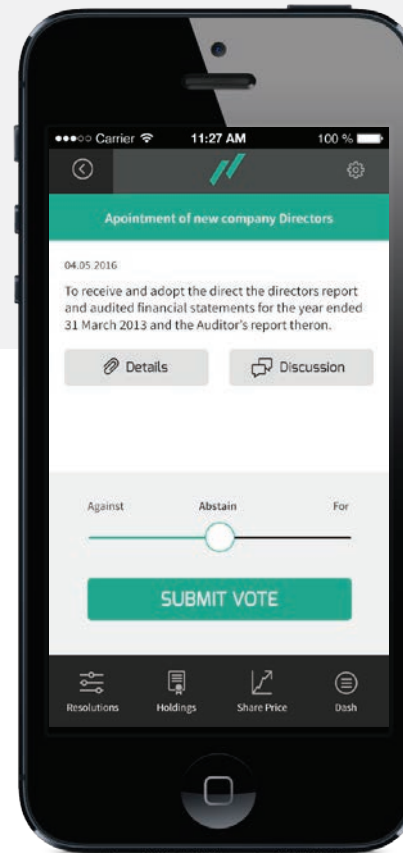 Carrier 11:27 AM 100 %
Apointment of new company Directors
04.05.2016
To receive and adopt the direct the directors report
and audited financial statements for the year ended
31 March 2013 and the Auditor's report theron.
Details Discussion
Against Abstain For
SUBMIT VOTE
Resolutions Holdings Share Price Dash